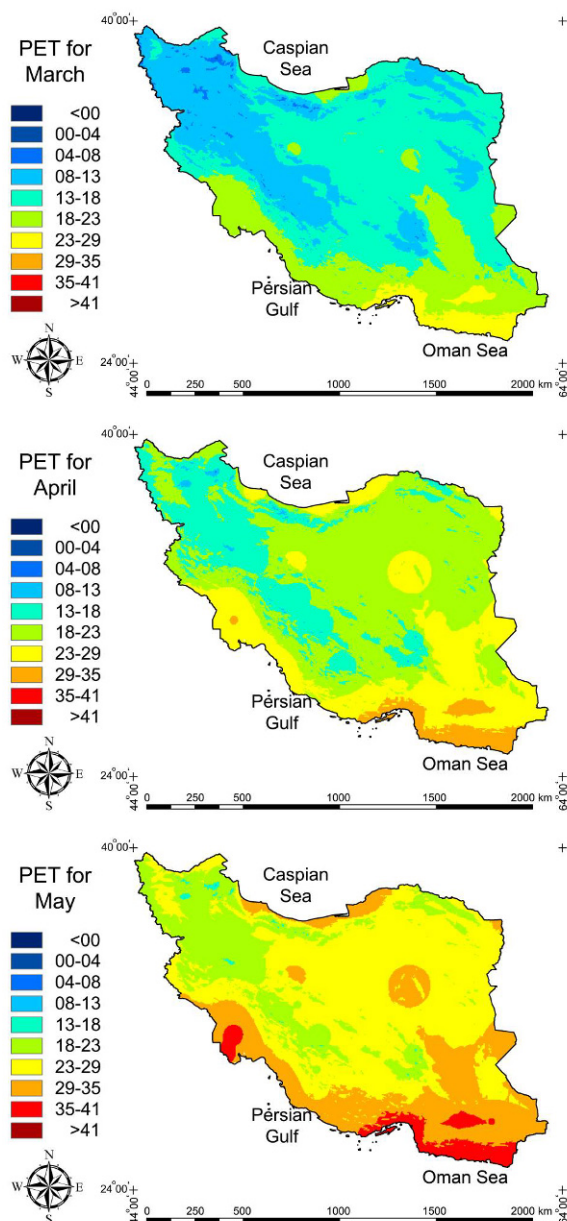 40°00'
PET for
March
Caspian
Sea
<00
00-04
04-08
08-13
13-18
18-23
23-29
29-35
35-41
>41
Persian
Gulf
Oman Sea
N
W
E
S
24°00'
44°00'
64°00'
0
250
500
1000
1500
2000 km
40°00'
PET for
April
Caspian
Sea
<00
00-04
04-08
08-13
13-18
18-23
23-29
29-35
35-41
>41
Persian
Gulf
Oman Sea
N
W
E
S
24°00'
44°00'
64°00'
0
250
500
1000
1500
2000 km
40°00'
PET for
May
Caspian
Sea
<00
00-04
04-08
08-13
13-18
18-23
23-29
29-35
35-41
>41
Persian
Gulf
Oman Sea
N
W
E
S
24°00'
0
250
500
1000
1500
2000 km